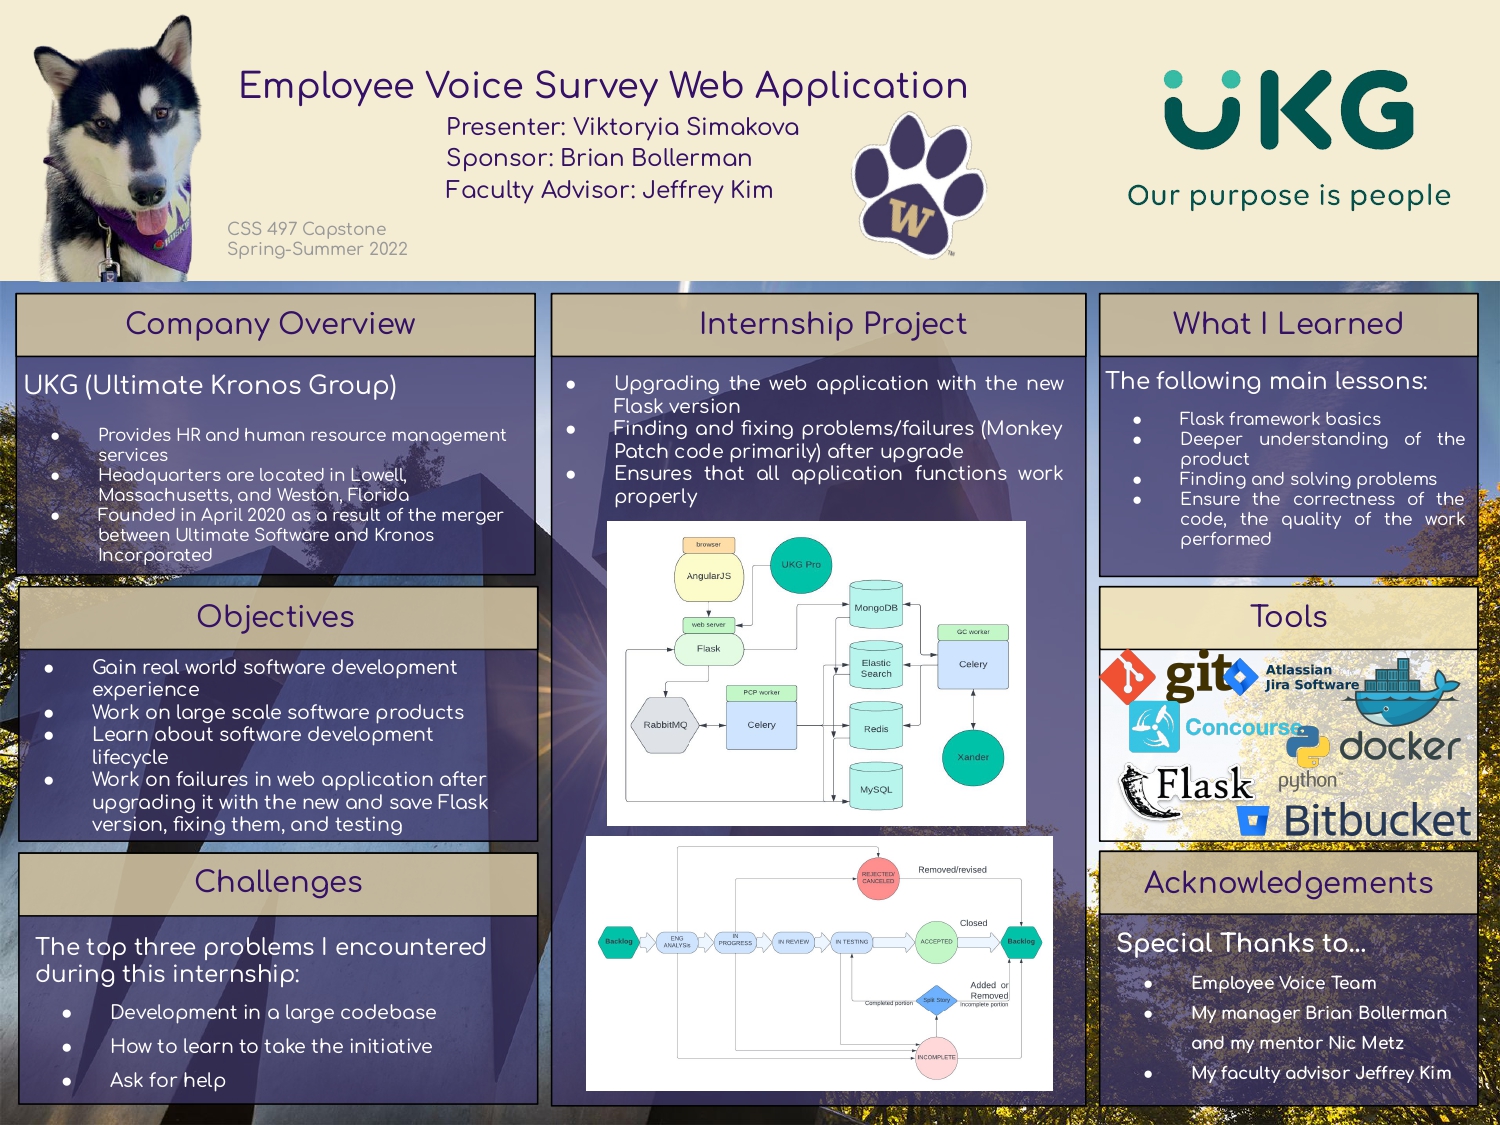 Employee Voice Survey Web Application
Presenter: Viktoryia Simakova
Sponsor: Brian Bollerman
Faculty Advisor: Jeffrey Kim
CSS 497 Capstone
Spring-Summer 2022
W
TM
HUSK
UKG
Our purpose is people
Company Overview
UKG (Ultimate Kronos Group)
● Provides HR and human resource management
services
● Headquarters are located in Lowell,
Massachusetts, and Weston, Florida
● Founded in April 2020 as a result of the merger
between Ultimate Software and Kronos
Incorporated
Objectives
● Gain real world software development
experience
● Work on large scale software products
● Learn about software development
lifecycle
● Work on failures in web application after
upgrading it with the new and save Flask
version, fixing them, and testing
Challenges
The top three problems I encountered
during this internship:
● Development in a large codebase
● How to learn to take the initiative
● Ask for help
Internship Project
● Upgrading the web application with the new
Flask version
● Finding and fixing problems/failures (Monkey
Patch code primarily) after upgrade
● Ensures that all application functions work
properly
browser
AngularJS
UKG Pro
web server
Flask
MongoDB
GC worker
Celery
Elastic
Search
PCP worker
RabbitMQ
Celery
Redis
Xander
MySQL
REJECTED/
CANCELED
Removed/revised
Closed
Backlog
ENG
ANALYSIs
IN
PROGRESS
IN REVIEW
IN TESTING
ACCEPTED
Backlog
Added or
Removed
Completed portion
Split Story
Incomplete portion
INCOMPLETE
What I Learned
The following main lessons:
● Flask framework basics
● Deeper understanding of the
product
● Finding and solving problems
● Ensure the correctness of the
code, the quality of the work
performed
Tools
git
Atlassian
Jira Software
Concourse
docker
python
Flask
Bitbucket
Acknowledgements
Special Thanks to...
● Employee Voice Team
● My manager Brian Bollerman
and my mentor Nic Metz
● My faculty advisor Jeffrey Kim